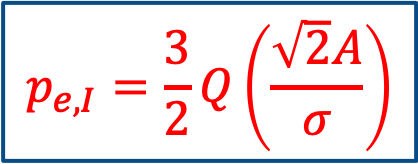 p_{e,I} = \frac{3}{2} Q \left( \frac{\sqrt{2}A}{\sigma} \right)